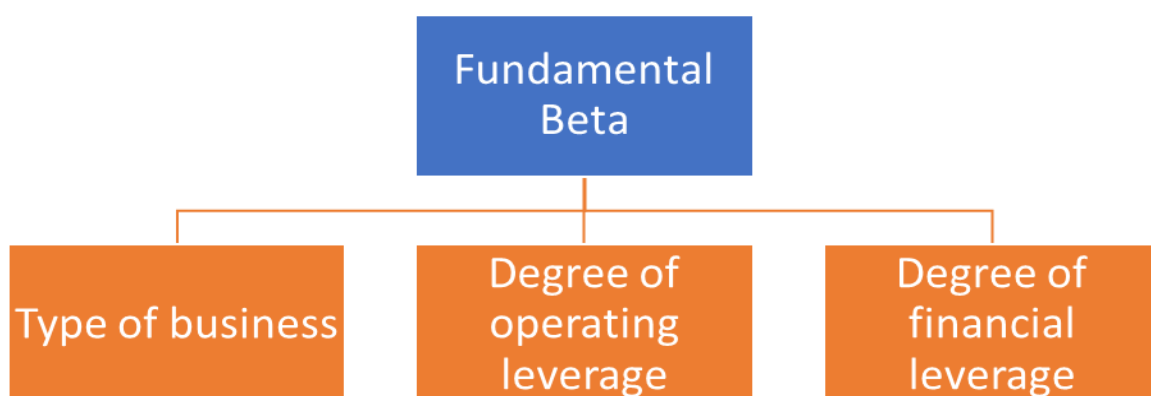 Fundamental
Beta
Type of business
Degree of
operating
leverage
Degree of
financial
leverage